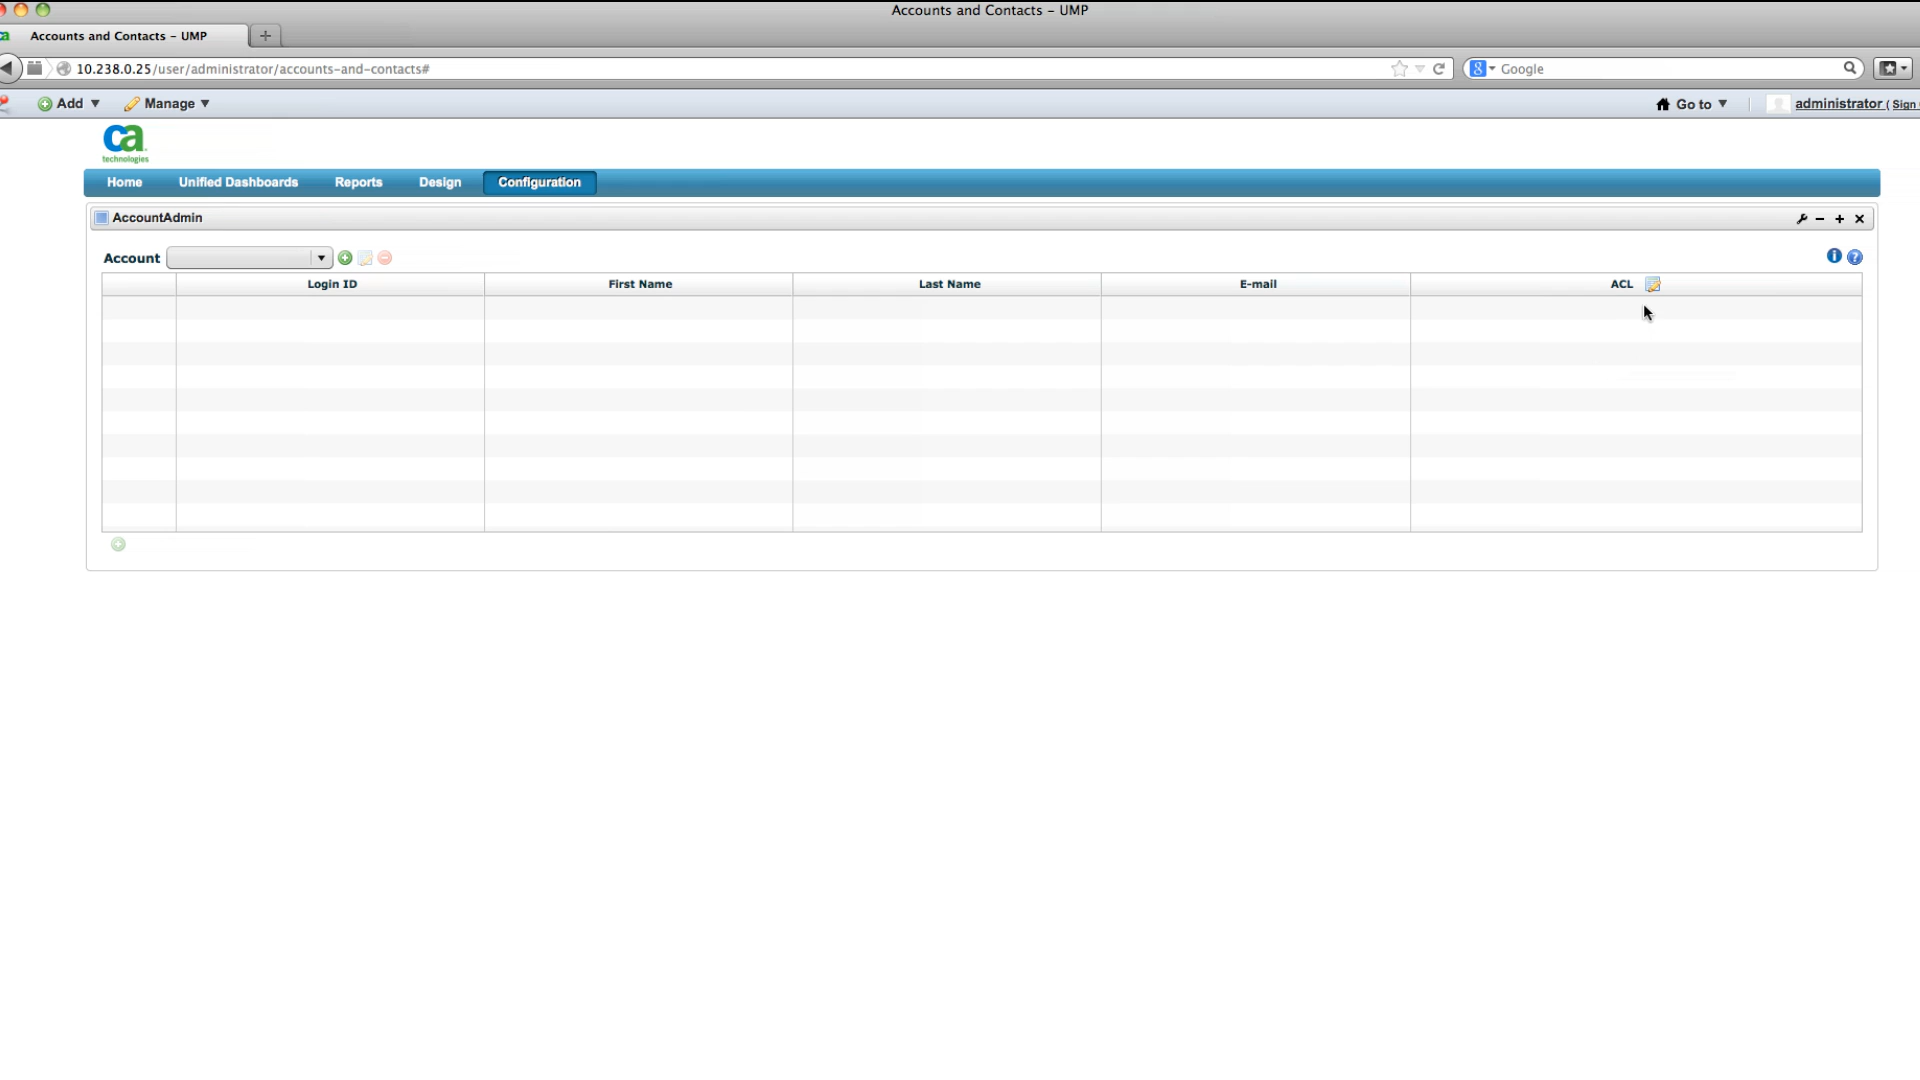 Accounts and Contacts – UMP
Accounts and Contacts – UMP
10.238.0.25/user/administrator/accounts-and-contacts#
Google
Add Manage Go to administrator (Sign
ca
technologies
Home Unified Dashboards Reports Design Configuration
AccountAdmin
Account
Login ID First Name Last Name E-mail ACL